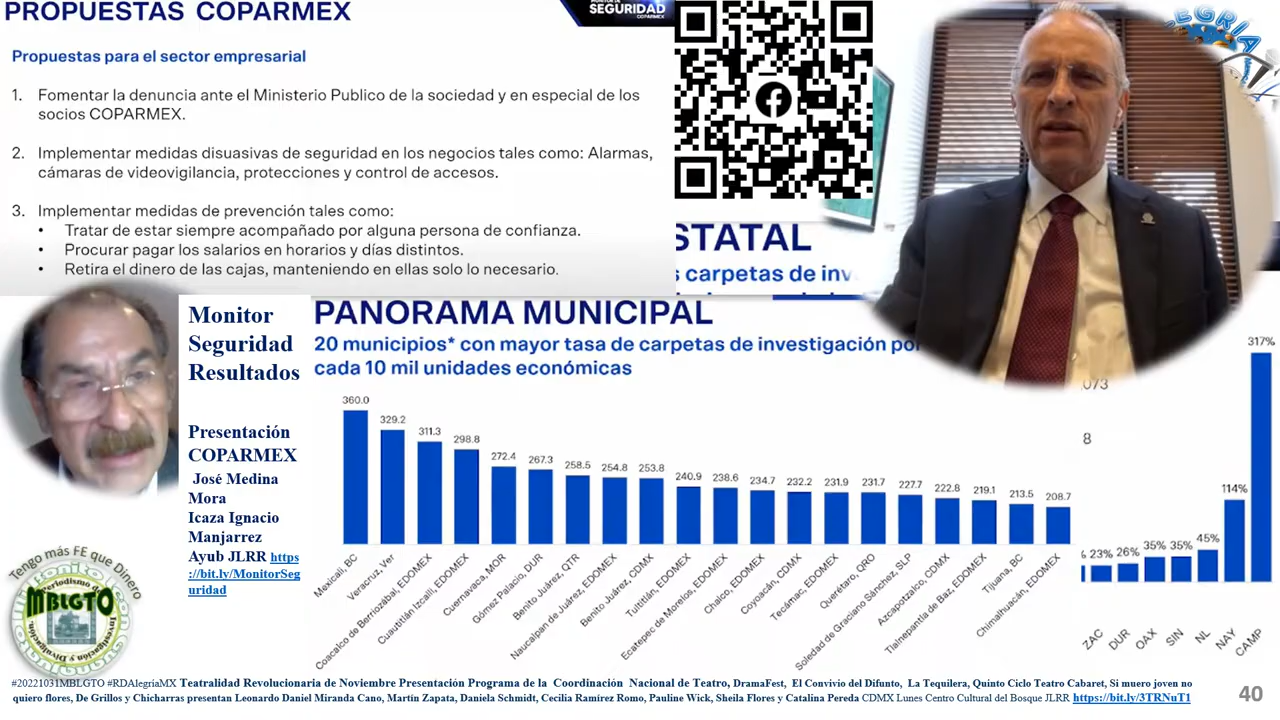 PROPUESTAS COPARMEX
SEGURIDAD
COPARMEX
Propuestas para el sector empresarial
1. Fomentar la denuncia ante el Ministerio Publico de la sociedad y en especial de los
socios COPARMEX.
2. Implementar medidas disuasivas de seguridad en los negocios tales como: Alarmas,
cámaras de videovigilancia, protecciones y control de accesos.
3. Implementar medidas de prevención tales como:
• Tratar de estar siempre acompañado por alguna persona de confianza.
• Procurar pagar los salarios en horarios y días distintos.
• Retira el dinero de las cajas, manteniendo en ellas solo lo necesario.
STATAL
s carpetas de inv
Monitor
Seguridad
Resultados
Presentación
COPARMEX
José Medina
Mora
Icaza Ignacio
Manjarrez
Ayub JLRR https
://bit.ly/MonitorSeg
uridad
PANORAMA MUNICIPAL
20 municipios* con mayor tasa de carpetas de investigación por
cada 10 mil unidades económicas
360.0
329.2
311.3
298.8
272.4
267.3
258.5
254.8
253.8
240.9
238.6
234.7
232.2
231.9
231.7
227.7
222.8
219.1
213.5
208.7
Mexicali, BC
Veracruz, Ver
Coacalco de Berriozábal, EDOMEX
Cuautitlán Izcalli, EDOMEX
Cuernavaca, MOR
Gómez Palacio, DUR
Benito Juárez, QTR
Naucalpan de Juárez, EDOMEX
Benito Juárez, CDMX
Tultitlán, EDOMEX
Ecatepec de Morelos, EDOMEX
Chalco, EDOMEX
Coyoacán, CDMX
Tecámac, EDOMEX
Querétaro, QRO
Soledad de Graciano Sánchez, SLP
Azcapotzalco, CDMX
Tlalnepantla de Baz, EDOMEX
Tijuana, BC
Chimalhuacán, EDOMEX
,073
8
% 23% 26% 35% 35% 45% 114% 317%
ZAC DUR OAX SIN NL NAY CAMP
Tengo más FE que Dinero
MBLGTO
#20221031MBLGTO #RDAlegriaMX Teatralidad Revolucionaria de Noviembre Presentación Programa de la Coordinación Nacional de Teatro, DramaFest, El Convivio del Difunto, La Tequilera, Quinto Ciclo Teatro Cabaret, Si muero joven no
quiero flores, De Grillos y Chicharras presentan Leonardo Daniel Miranda Cano, Martín Zapata, Daniela Schmidt, Cecilia Ramírez Romo, Pauline Wick, Sheila Flores y Catalina Pereda CDMX Lunes Centro Cultural del Bosque JLRR https://bit.ly/3TRNuT1
40